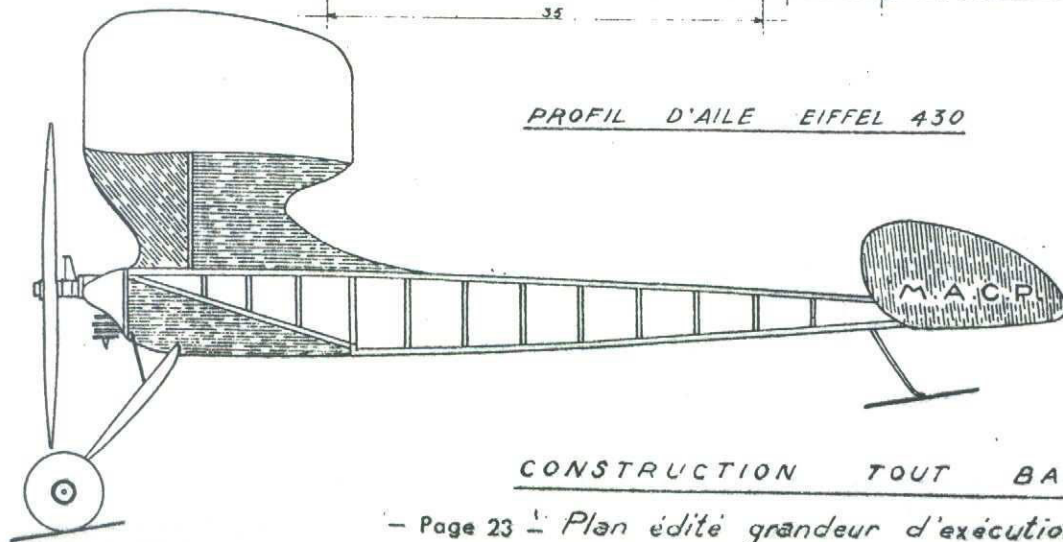 35
PROFIL D'AILE EIFFEL 430
M.A.C.P.
CONSTRUCTION TOUT BA
- Page 23 - Plan édité grandeur d'exécutio